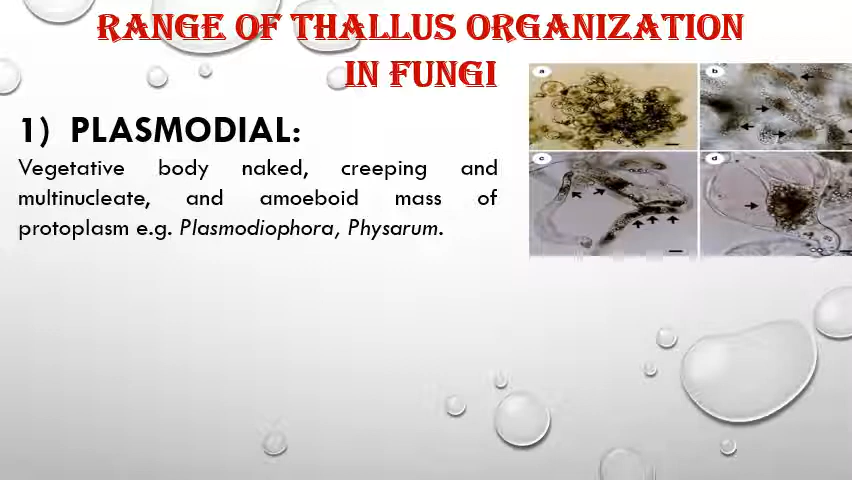 RANGE OF THALLUS ORGANIZATION
IN FUNGI
1) PLASMODIAL:
Vegetative body naked, creeping and
multinucleate, and amoeboid mass of
protoplasm e.g. Plasmodiophora, Physarum.
a
b
c
d